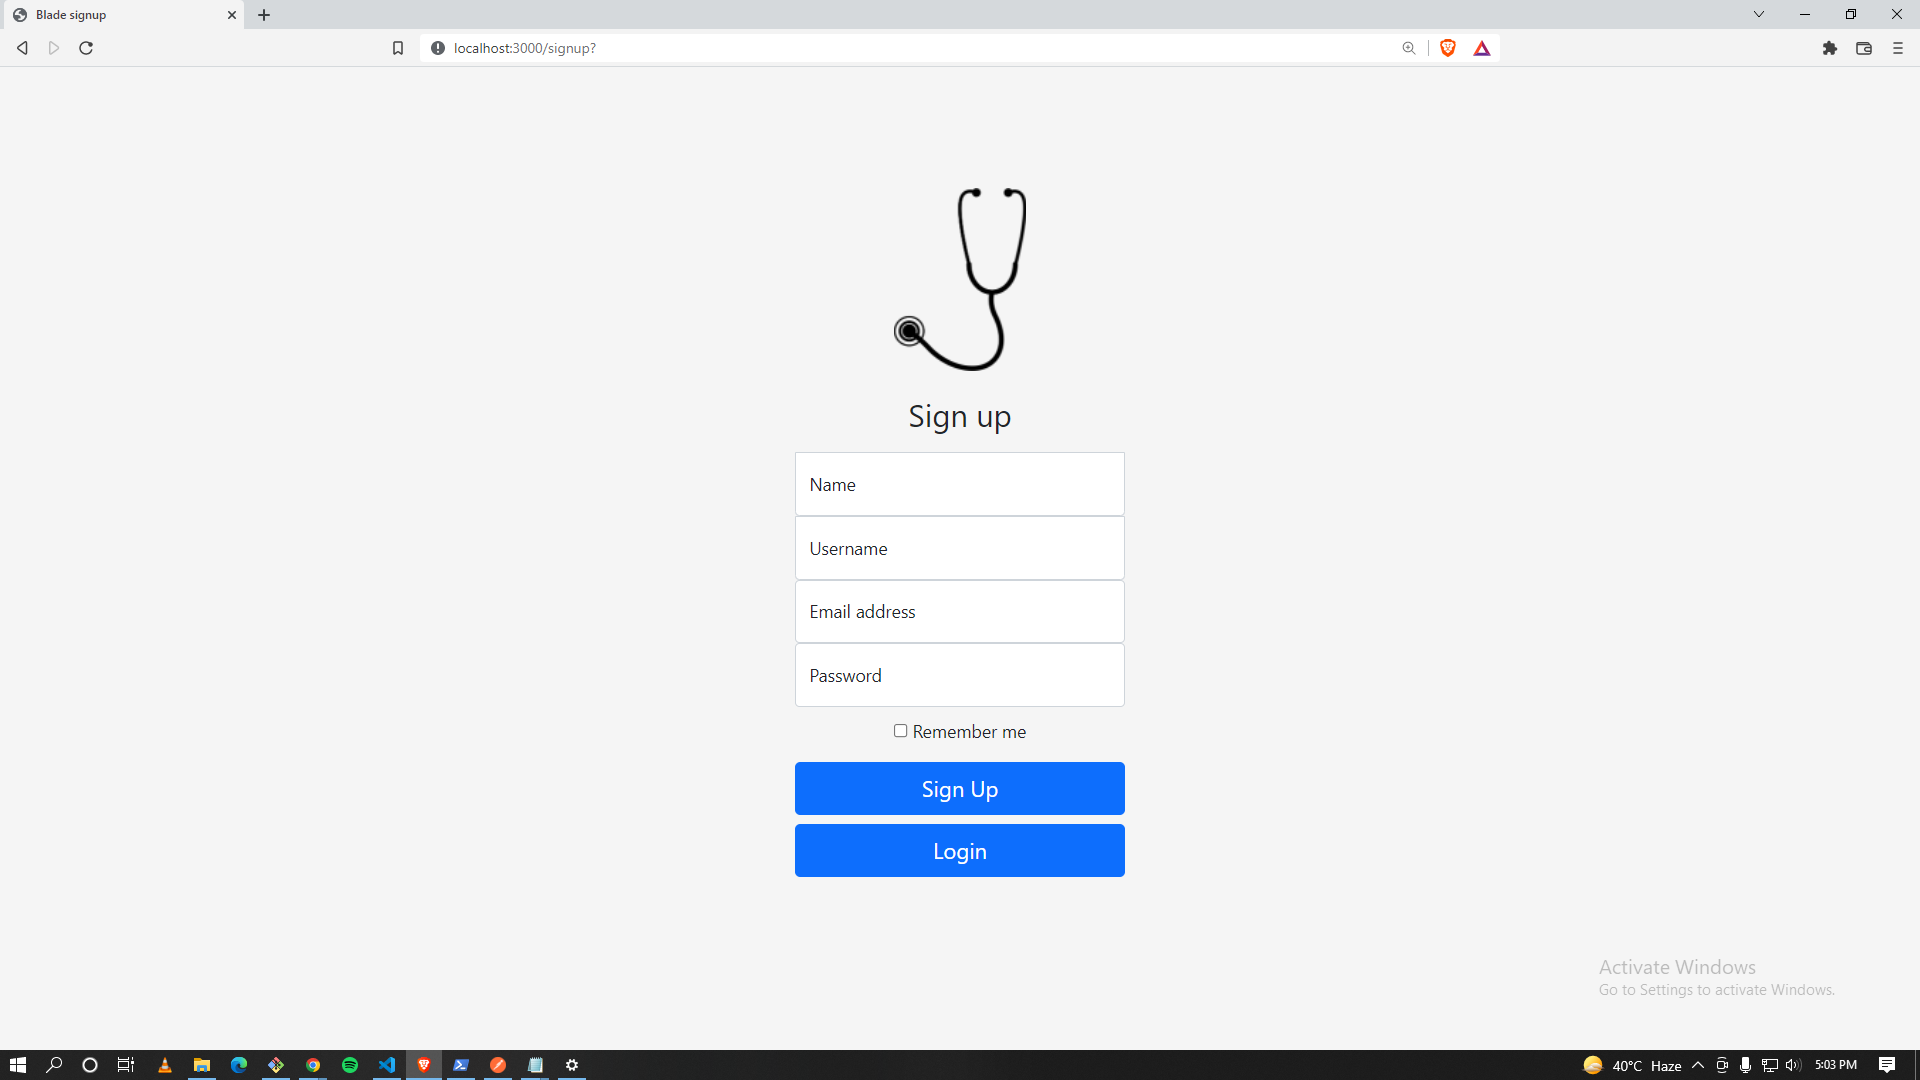 Blade signup
localhost:3000/signup?
Sign up
Name
Username
Email address
Password
Remember me
Sign Up
Login
Activate Windows
Go to Settings to activate Windows.
40°C Haze
5:03 PM